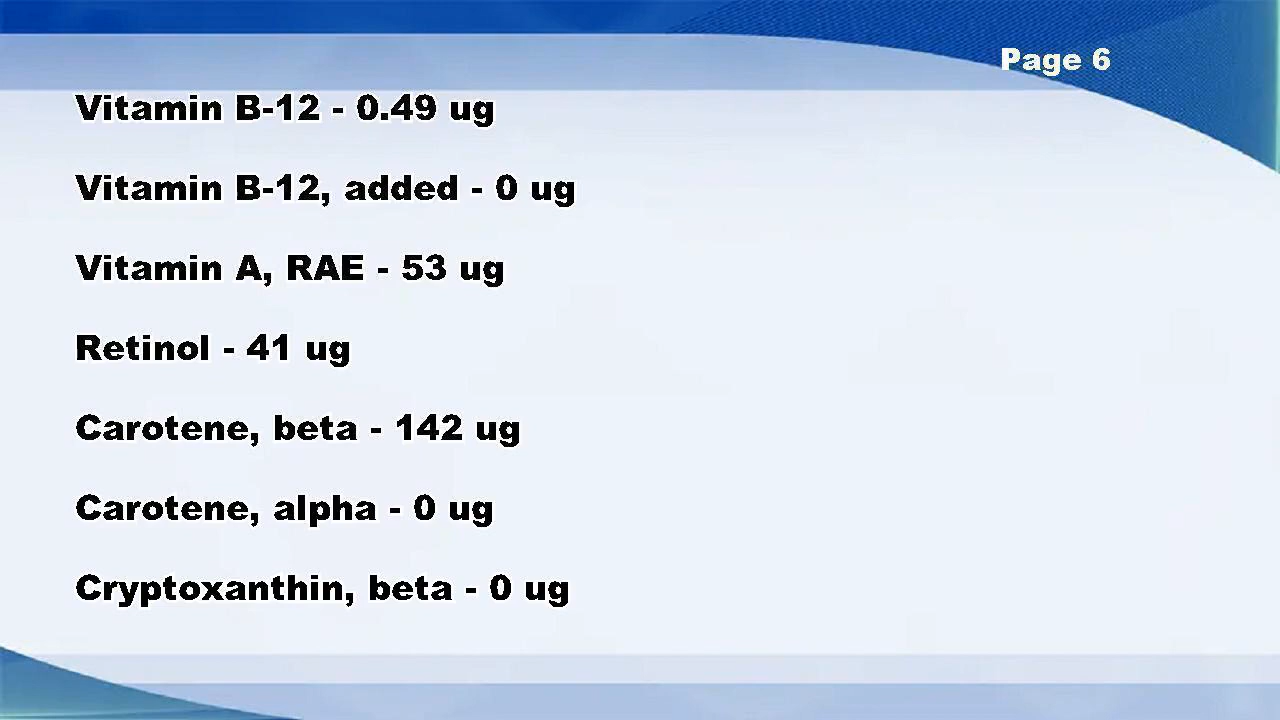 Page 6
Vitamin B-12 - 0.49 ug
Vitamin B-12, added - 0 ug
Vitamin A, RAE - 53 ug
Retinol - 41 ug
Carotene, beta - 142 ug
Carotene, alpha - 0 ug
Cryptoxanthin, beta - 0 ug